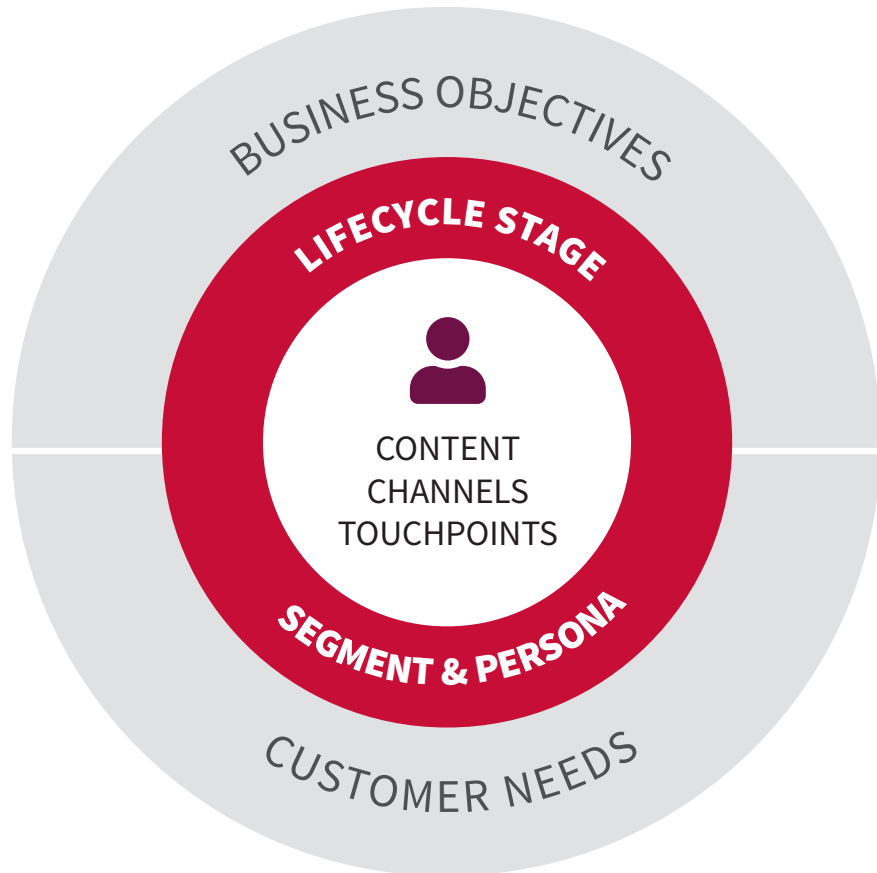 BUSINESS OBJECTIVES
LIFECYCLE STAGE
CONTENT
CHANNELS
TOUCHPOINTS
SEGMENT & PERSONA
CUSTOMER NEEDS